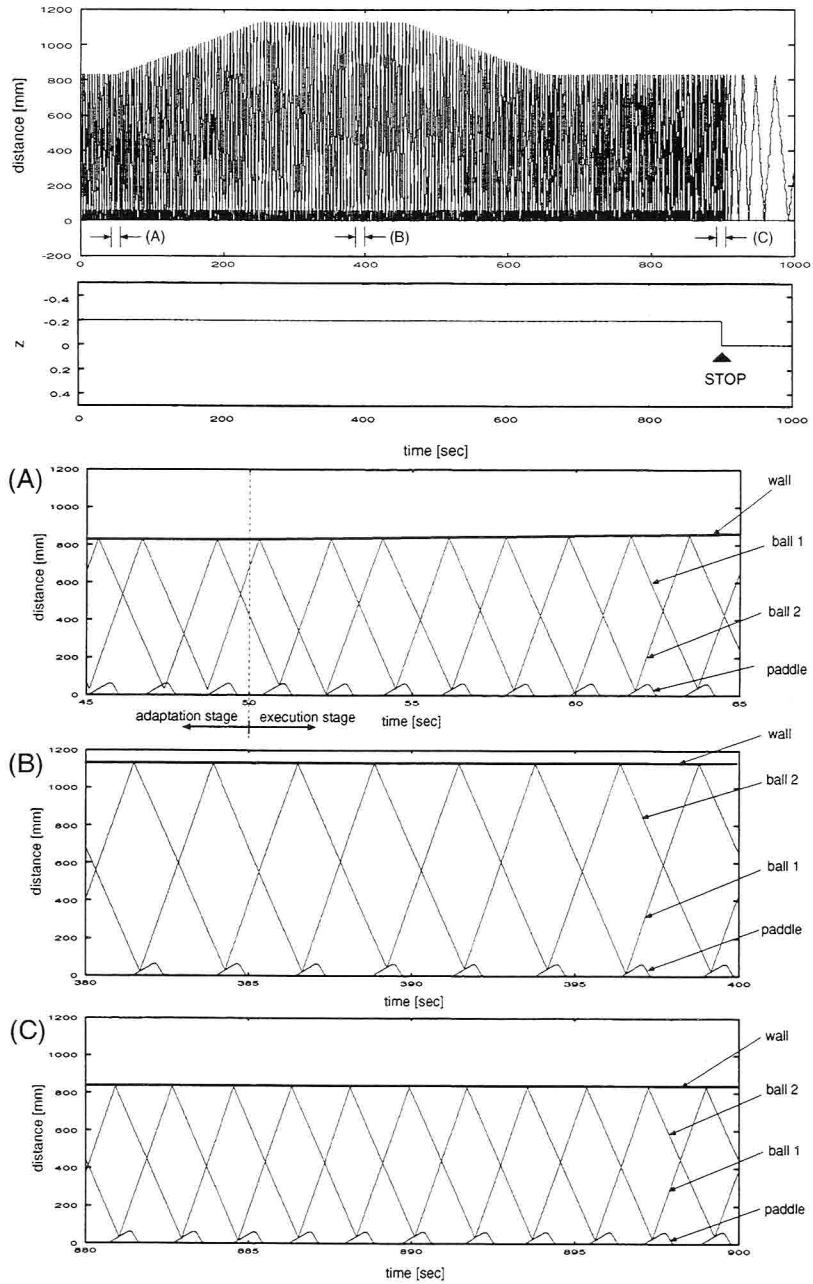 1200
1000
800
600
400
200
0
-200
distance [mm]
(A)
(B)
(C)
0 200 400 600 800 1000
-0.4
-0.2
0
0.2
0.4
z
STOP
0 200 400 600 800 1000
time [sec]
(A)
1200
1000
800
600
400
200
0
distance [mm]
wall
ball 1
ball 2
paddle
45 50 55 60 65
adaptation stage execution stage time [sec]
(B)
1200
1000
800
600
400
200
0
distance [mm]
wall
ball 2
ball 1
paddle
380 385 390 395 400
time [sec]
(C)
1200
1000
800
600
400
200
0
distance [mm]
wall
ball 2
ball 1
paddle
880 885 890 895 900
time [sec]